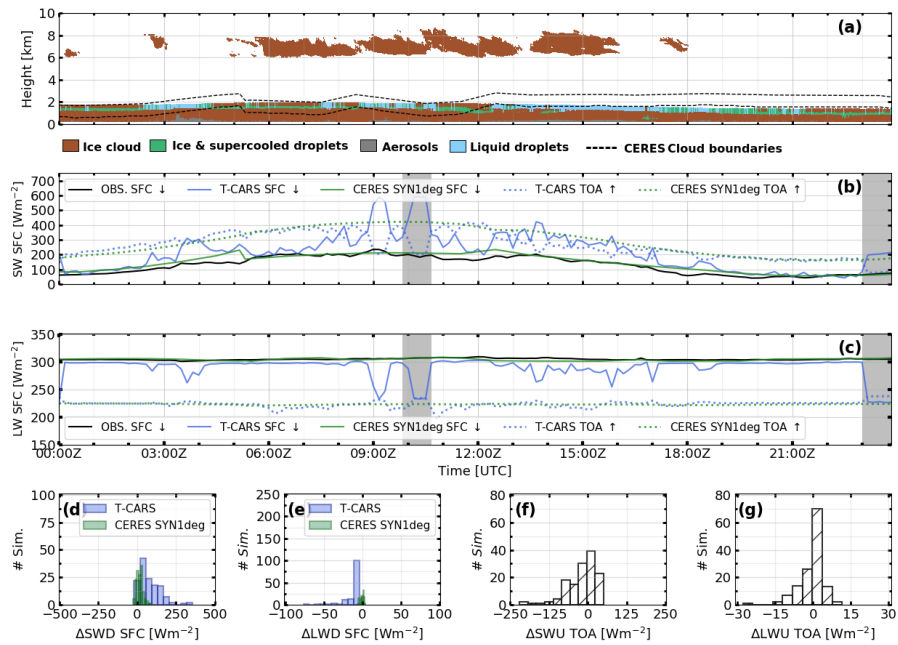 (a)
Height [km]
10
8
6
4
2
0
Ice cloud
Ice & supercooled droplets
Aerosols
Liquid droplets
CERES Cloud boundaries
(b)
SW SFC [Wm−2]
700
600
500
400
300
200
100
0
OBS. SFC ↓
T-CARS SFC ↓
CERES SYN1deg SFC ↓
T-CARS TOA ↑
CERES SYN1deg TOA ↑
(c)
LW SFC [Wm−2]
350
300
250
200
150
OBS. SFC ↓
T-CARS SFC ↓
CERES SYN1deg SFC ↓
T-CARS TOA ↑
CERES SYN1deg TOA ↑
00:00Z 03:00Z 06:00Z 09:00Z 12:00Z 15:00Z 18:00Z 21:00Z
Time [UTC]
(d)
T-CARS
CERES SYN1deg
# Sim.
100
75
50
25
0
−500 −250 0 250 500
ΔSWD SFC [Wm−2]
(e)
T-CARS
CERES SYN1deg
# Sim.
250
200
150
100
50
0
−100 −50 0 50 100
ΔLWD SFC [Wm−2]
(f)
# Sim.
80
60
40
20
0
−250 −125 0 125 250
ΔSWU TOA [Wm−2]
(g)
# Sim.
80
60
40
20
0
−30 −15 0 15 30
ΔLWU TOA [Wm−2]